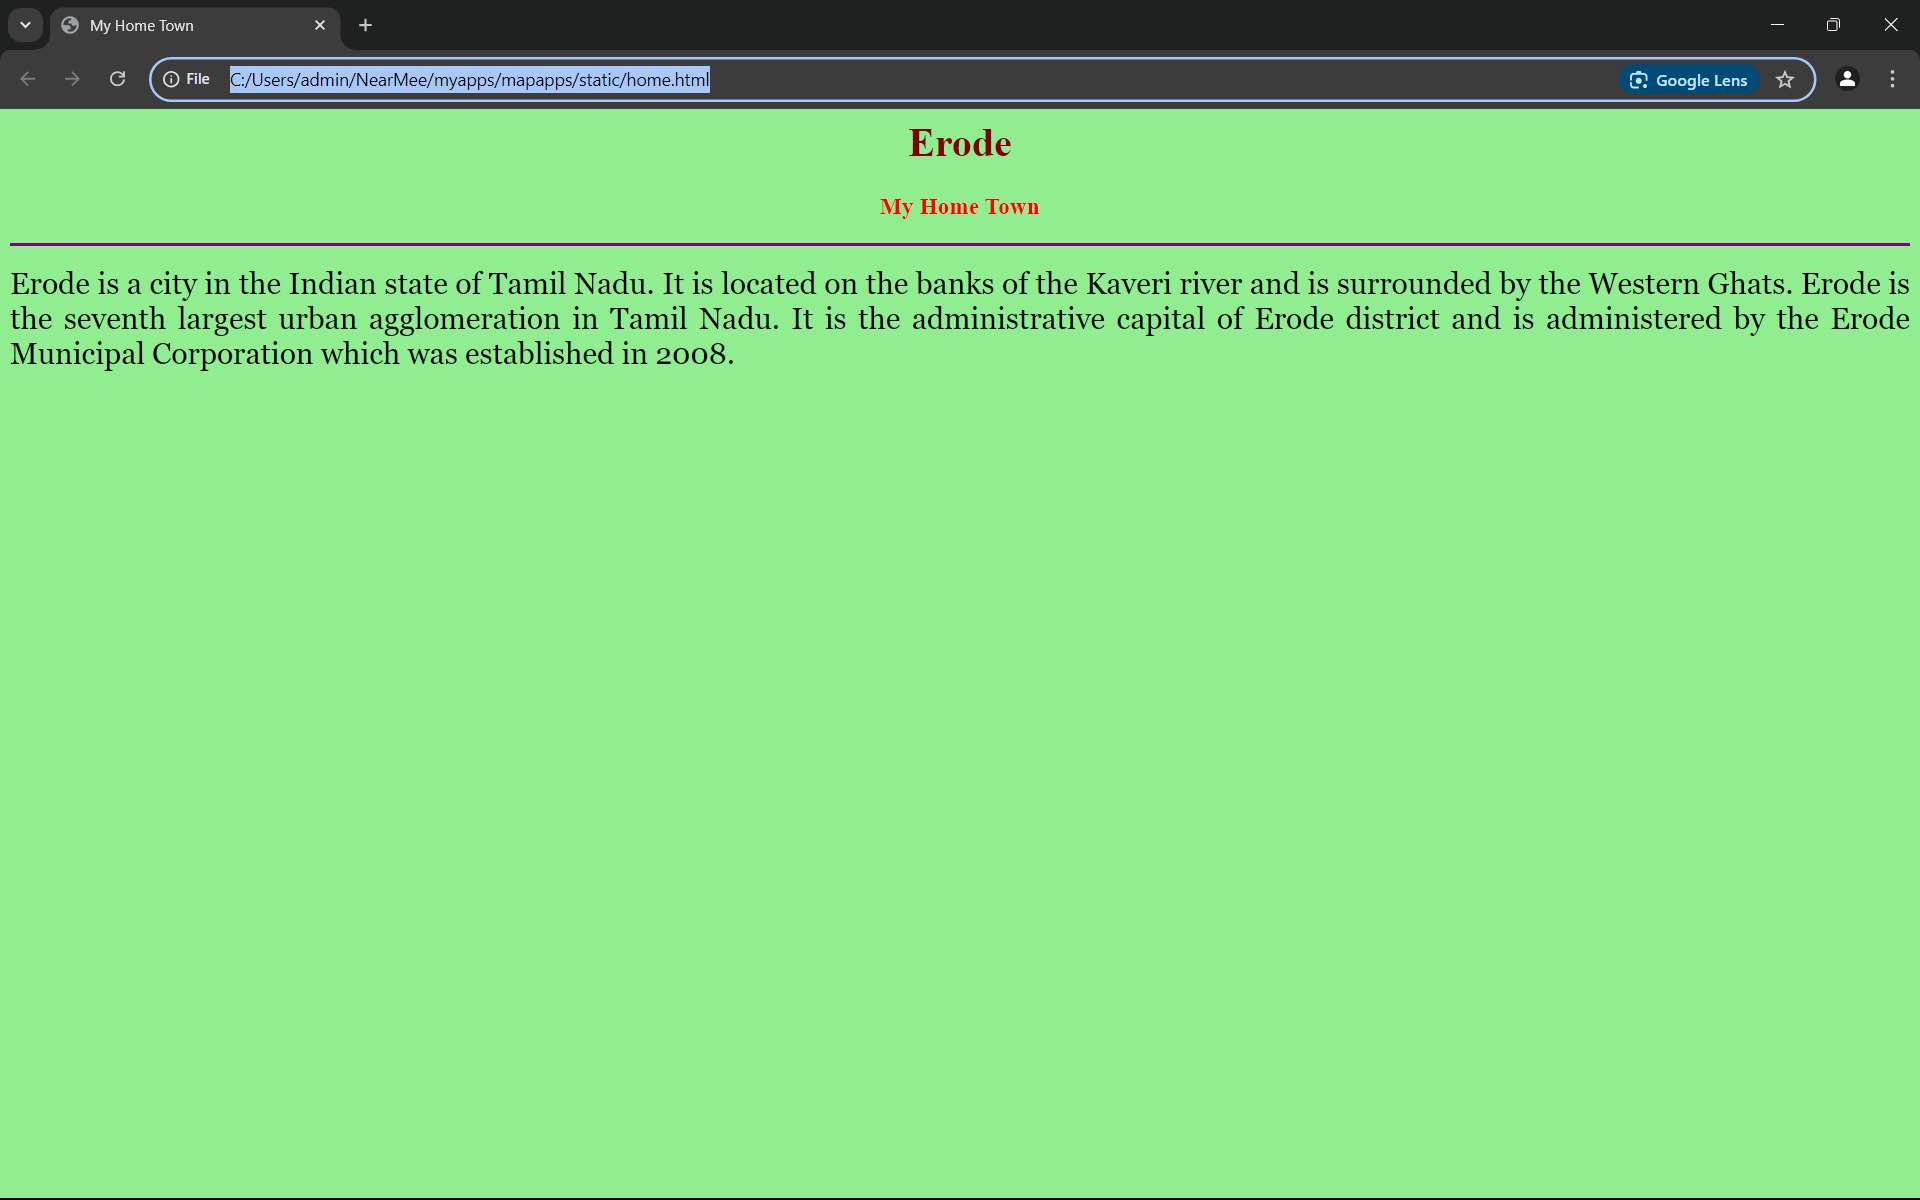 My Home Town
File C:/Users/admin/NearMee/myapps/mapapps/static/home.html Google Lens
Erode
My Home Town
Erode is a city in the Indian state of Tamil Nadu. It is located on the banks of the Kaveri river and is surrounded by the Western Ghats. Erode is
the seventh largest urban agglomeration in Tamil Nadu. It is the administrative capital of Erode district and is administered by the Erode
Municipal Corporation which was established in 2008.